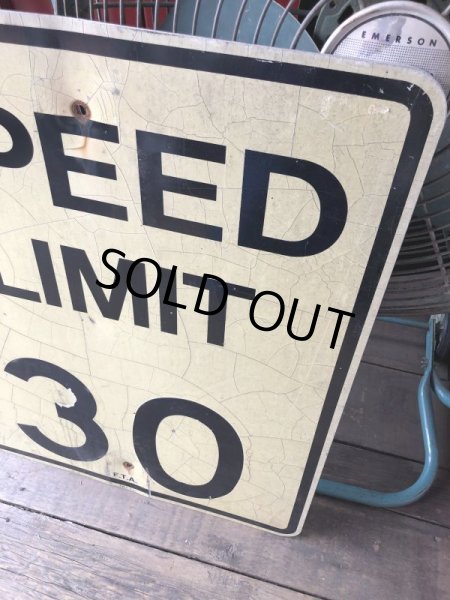 EMERSON
PEED
LIMIT
SOLD OUT
30
F.T.A.